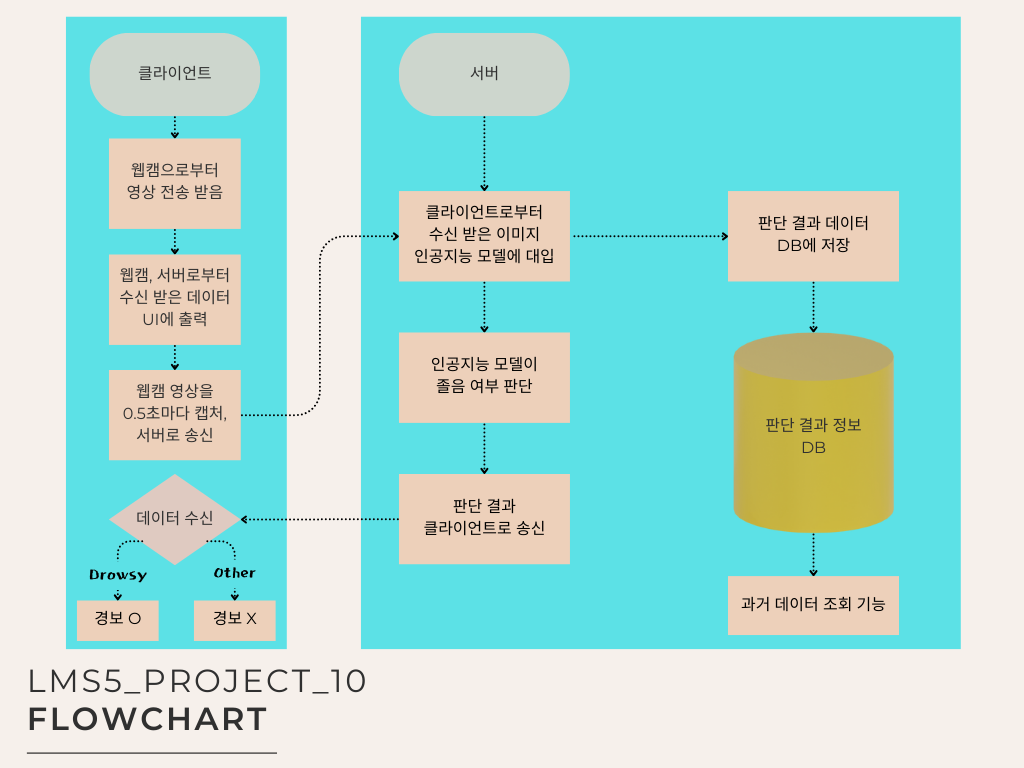 클라이언트
웹캠으로부터
영상 전송 받음
웹캠, 서버로부터
수신 받은 데이터
UI에 출력
웹캠 영상을
0.5초마다 캡처,
서버로 송신
데이터 수신
Drowsy
Other
경보 O
경보 X
서버
클라이언트로부터
수신 받은 이미지
인공지능 모델에 대입
인공지능 모델이
졸음 여부 판단
판단 결과
클라이언트로 송신
판단 결과 데이터
DB에 저장
판단 결과 정보
DB
과거 데이터 조회 기능
LMS5_PROJECT_10
FLOWCHART